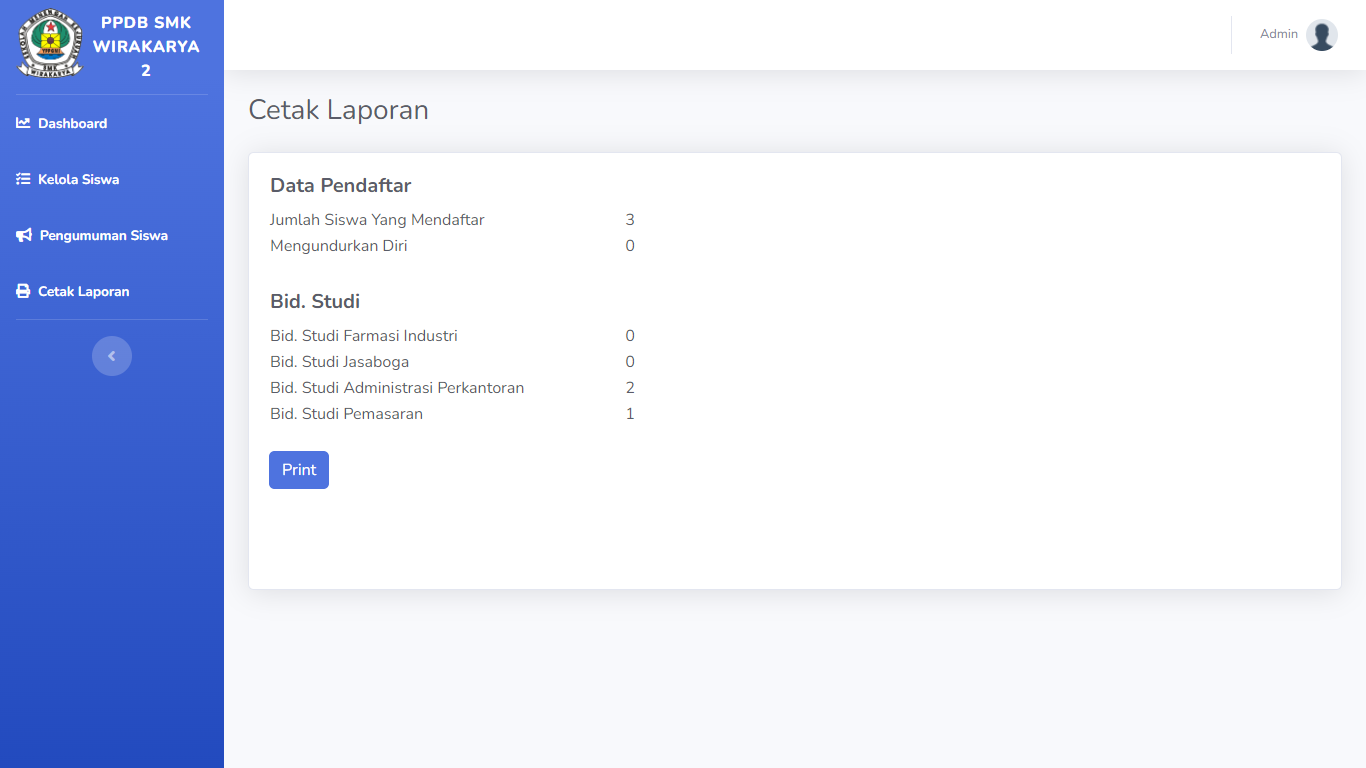 PPDB SMK
WIRAKARYA
2
Dashboard
Kelola Siswa
Pengumuman Siswa
Cetak Laporan
Admin
Cetak Laporan
Data Pendaftar
Jumlah Siswa Yang Mendaftar 3
Mengundurkan Diri 0
Bid. Studi
Bid. Studi Farmasi Industri 0
Bid. Studi Jasaboga 0
Bid. Studi Administrasi Perkantoran 2
Bid. Studi Pemasaran 1
Print